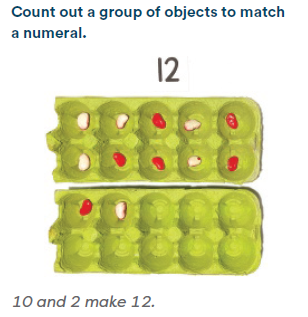 Count out a group of objects to match
a numeral.
12
10 and 2 make 12.